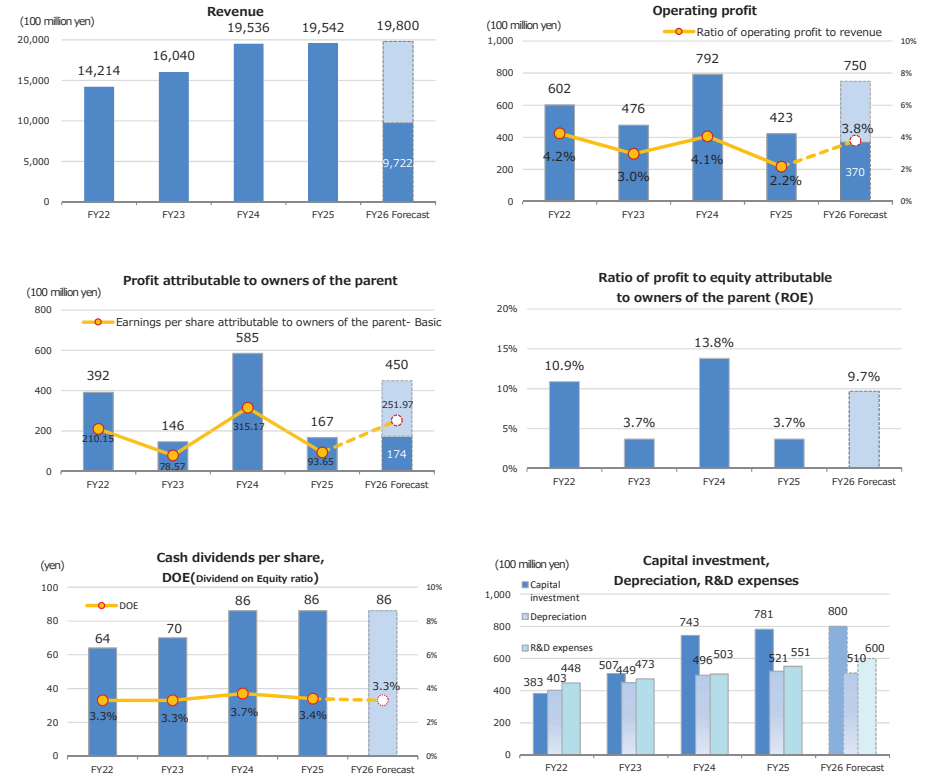 Revenue
(100 million yen)
20,000
15,000
10,000
5,000
0
14,214
16,040
19,536
19,542
19,800
9,722
FY22
FY23
FY24
FY25
FY26 Forecast
Operating profit
Ratio of operating profit to revenue
(100 million yen)
1,000
800
600
400
200
0
10%
8%
6%
4%
2%
0%
602
476
792
423
750
4.2%
3.0%
4.1%
2.2%
3.8%
370
FY22
FY23
FY24
FY25
FY26 Forecast
Profit attributable to owners of the parent
(100 million yen)
Earnings per share attributable to owners of the parent- Basic
800
600
400
200
0
392
146
585
167
450
210.15
78.57
315.17
93.65
251.97
174
FY22
FY23
FY24
FY25
FY26 Forecast
Ratio of profit to equity attributable
to owners of the parent (ROE)
20%
15%
10%
5%
0%
10.9%
3.7%
13.8%
3.7%
9.7%
FY22
FY23
FY24
FY25
FY26 Forecast
Cash dividends per share,
DOE(Dividend on Equity ratio)
(yen)
DOE
100
80
60
40
20
0
10%
8%
6%
4%
2%
0%
64
70
86
86
86
3.3%
3.3%
3.7%
3.4%
3.3%
FY22
FY23
FY24
FY25
FY26 Forecast
Capital investment,
Depreciation, R&D expenses
(100 million yen)
Capital
investment
Depreciation
R&D expenses
1,000
800
600
400
200
0
383
403
448
507
449
473
743
496
503
781
521
551
800
510
600
FY22
FY23
FY24
FY25
FY26 Forecast